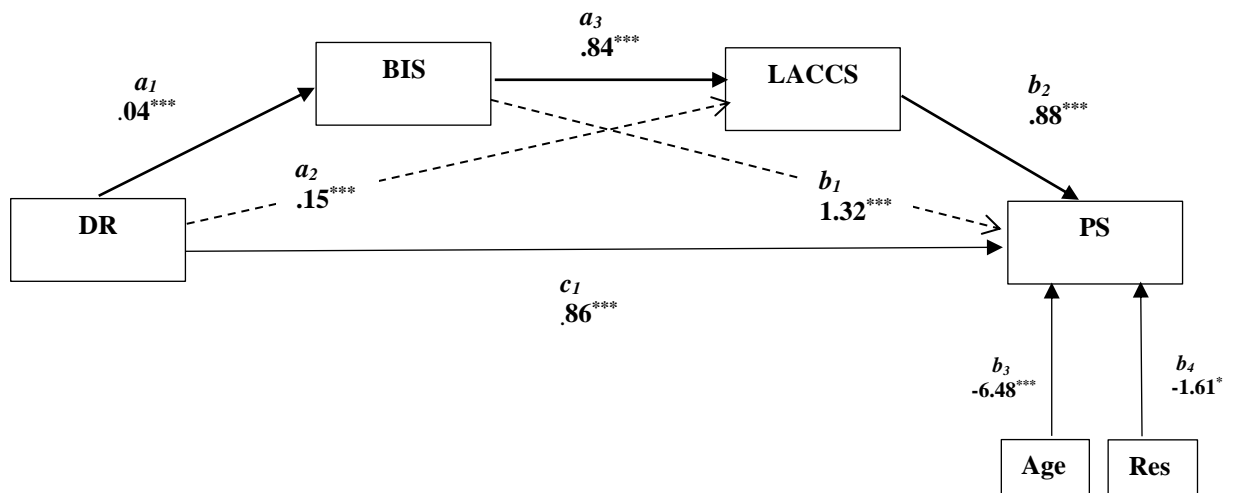 a3
.84***
BIS
LACCS
a1
.04***
b2
.88***
a2
.15***
b1
1.32***
DR
PS
c1
.86***
b3
-6.48***
b4
-1.61*
Age
Res